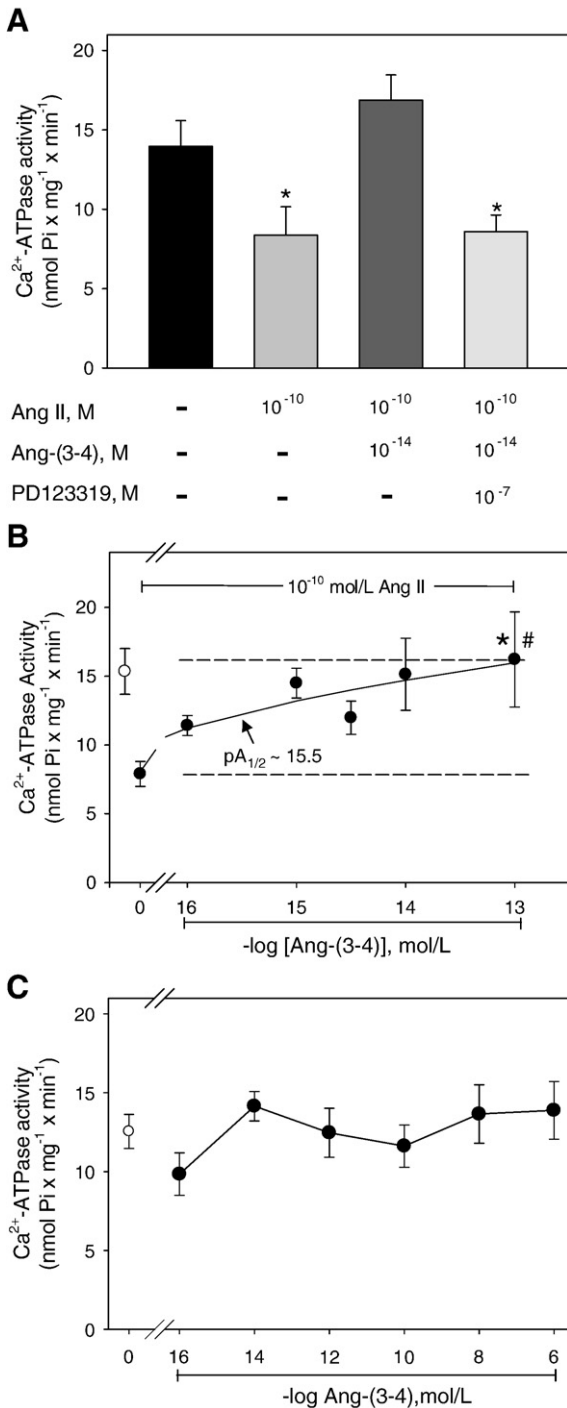 A
Ca²⁺-ATPase activity
(nmol Pi x mg⁻¹ x min⁻¹)
20
15
10
5
0
* *
Ang II, M - 10⁻¹⁰ 10⁻¹⁰ 10⁻¹⁰
Ang-(3-4), M - - 10⁻¹⁴ 10⁻¹⁴
PD123319, M - - - 10⁻⁷
B
Ca²⁺-ATPase Activity
(nmol Pi x mg⁻¹ x min⁻¹)
10⁻¹⁰ mol/L Ang II
20
15
10
5
0
* #
pA1/2 ~ 15.5
0 16 15 14 13
-log [Ang-(3-4)], mol/L
C
Ca²⁺-ATPase activity
(nmol Pi x mg⁻¹ x min⁻¹)
20
15
10
5
0
0 16 14 12 10 8 6
-log Ang-(3-4),mol/L